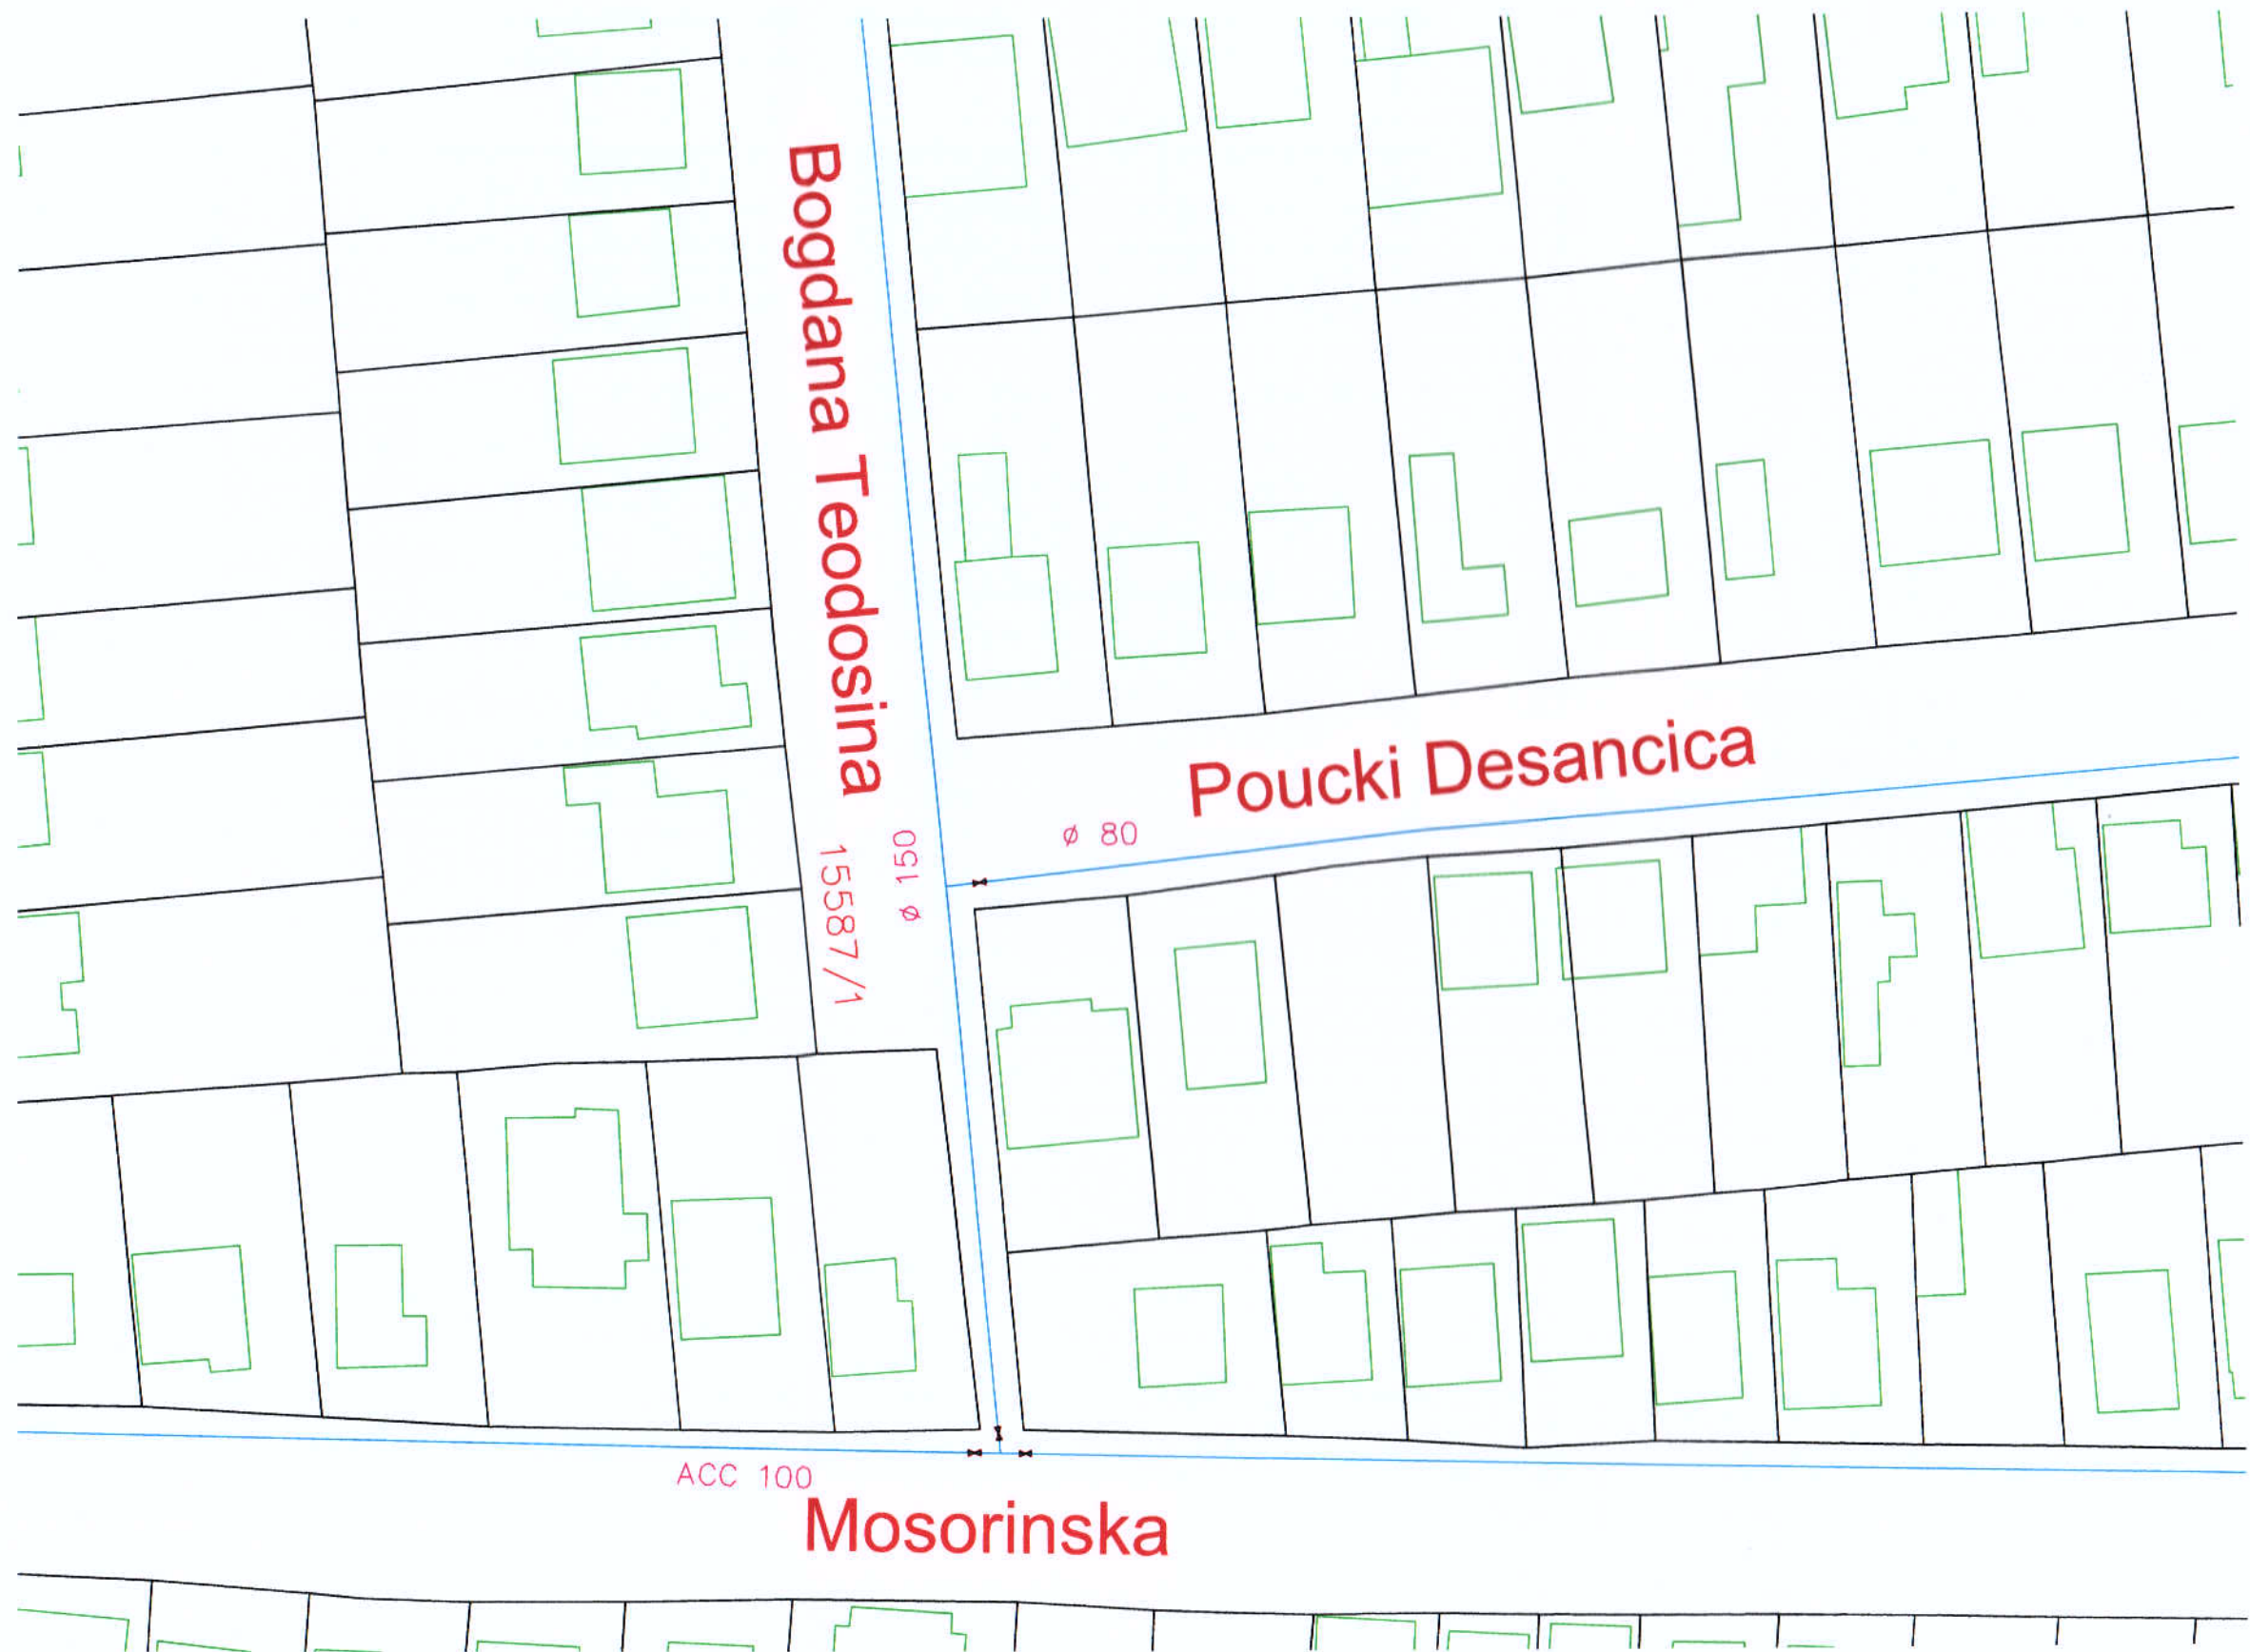 Bogdana Teodosina
Poucki Desancica
ø 80
ø 150
15587/1
ACC 100
Mosorinska